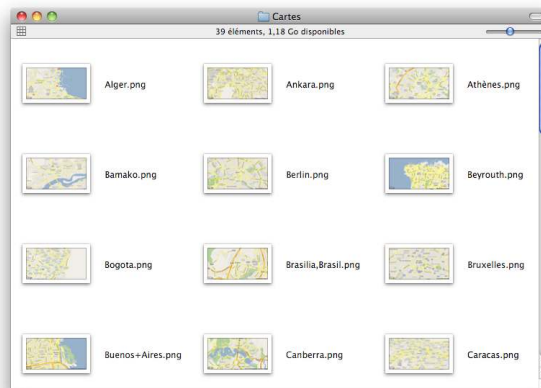 Cartes
39 éléments, 1,18 Go disponibles
Alger.png
Ankara.png
Athènes.png
Bamako.png
Berlin.png
Beyrouth.png
Bogota.png
Brasilia,Brasil.png
Bruxelles.png
Buenos+Aires.png
Canberra.png
Caracas.png